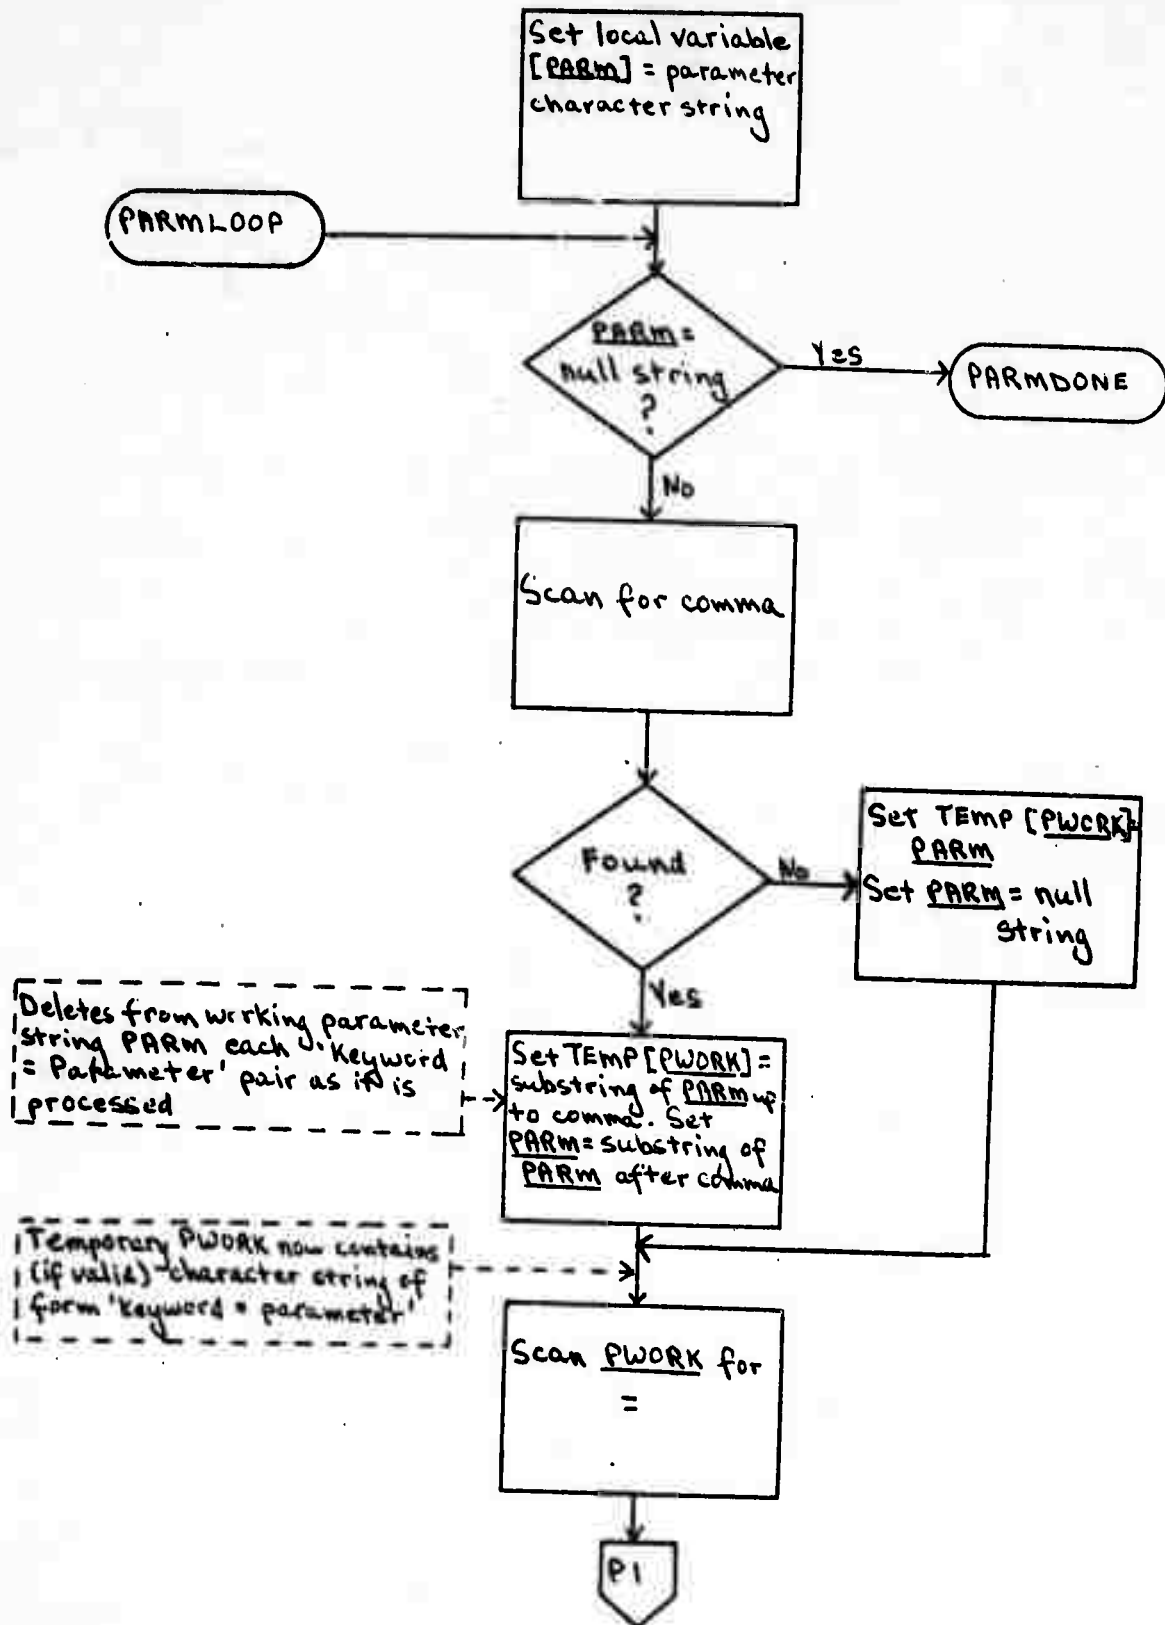 Set local variable
[PARM] = parameter
character string
PARMLOOP
PARM =
null string
?
Yes
PARMDONE
No
Scan for comma
Found
?
No
Set TEMP [PWORK]=
PARM
Set PARM = null
string
Yes
Deletes from working parameter
string PARM each 'Keyword
= Parameter' pair as it is
processed
Set TEMP [PWORK] =
substring of PARM up
to comma. Set
PARM = substring of
PARM after comma
Temporary PWORK now contains
(if valid) character string of
form 'Keyword = parameter'
Scan PWORK for
=
P1